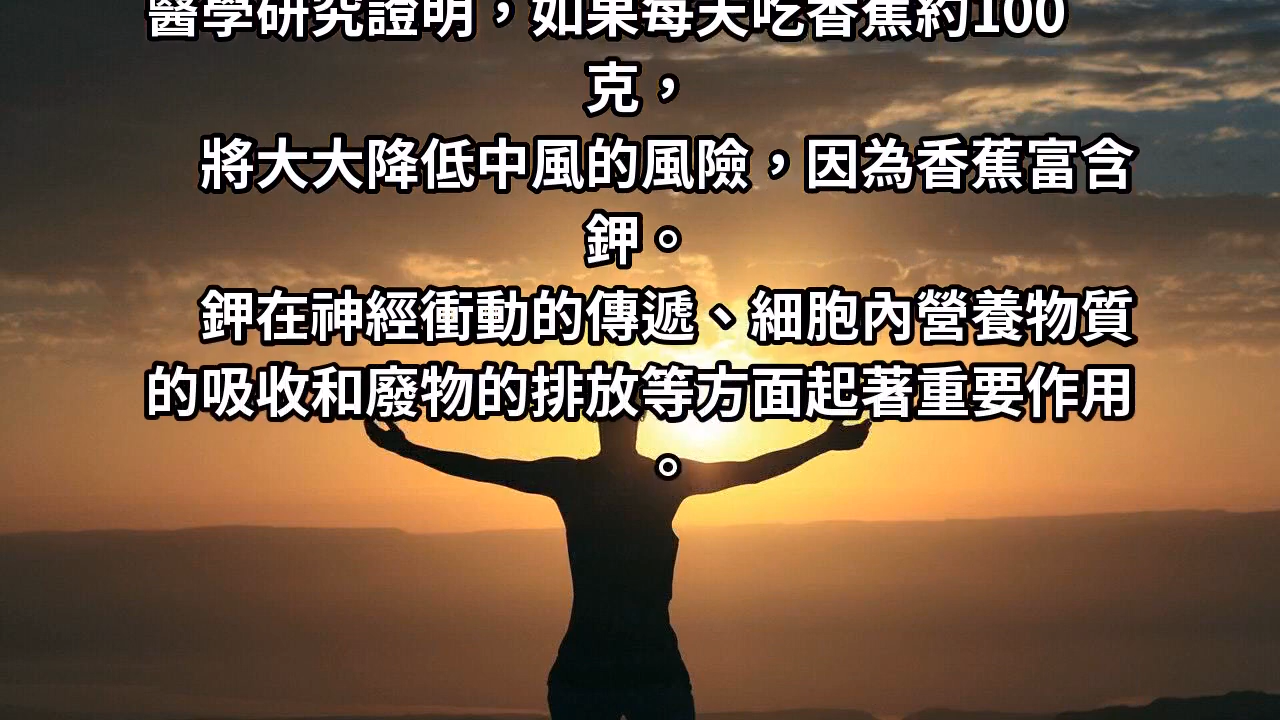 醫學研究證明，如果每天吃香蕉約100
克，
將大大降低中風的風險，因為香蕉富含
鉀。
鉀在神經衝動的傳遞、細胞內營養物質
的吸收和廢物的排放等方面起著重要作用
。